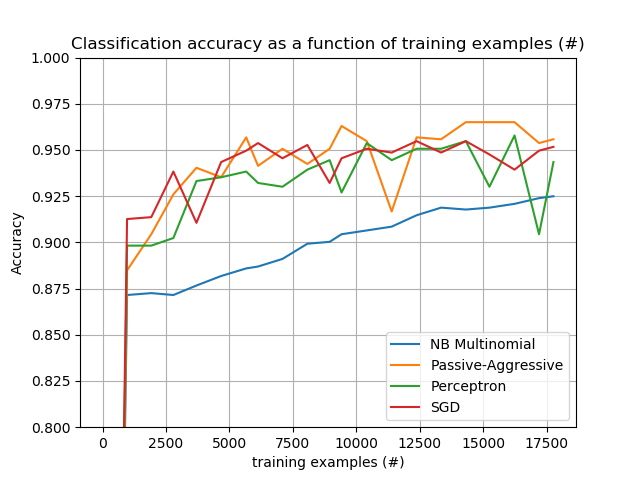 Classification accuracy as a function of training examples (#)
1.000
0.975
0.950
0.925
0.900
0.875
0.850
0.825
0.800
Accuracy
NB Multinomial
Passive-Aggressive
Perceptron
SGD
0 2500 5000 7500 10000 12500 15000 17500
training examples (#)